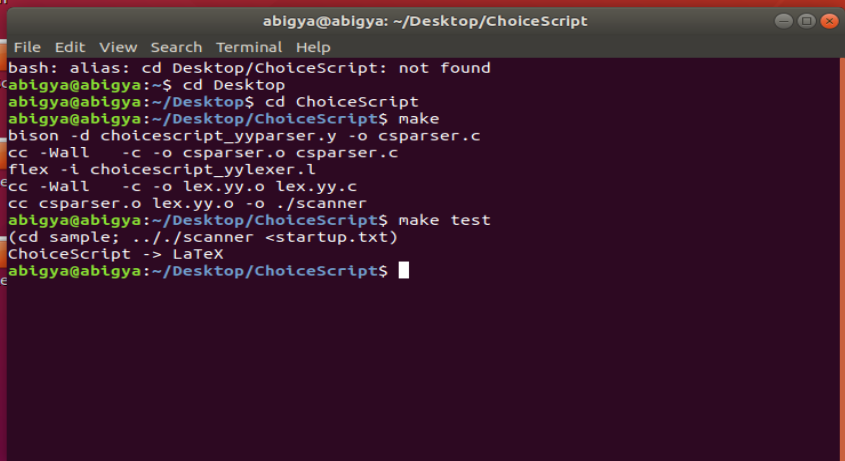 abigya@abigya: ~/Desktop/ChoiceScript
File Edit View Search Terminal Help
bash: alias: cd Desktop/ChoiceScript: not found
abigya@abigya:~$ cd Desktop
abigya@abigya:~/Desktop$ cd ChoiceScript
abigya@abigya:~/Desktop/ChoiceScript$ make
bison -d choicescript_yyparser.y -o csparser.c
cc -Wall   -c -o csparser.o csparser.c
flex -i choicescript_yylexer.l
cc -Wall   -c -o lex.yy.o lex.yy.c
cc csparser.o lex.yy.o -o ./scanner
abigya@abigya:~/Desktop/ChoiceScript$ make test
(cd sample; .././scanner <startup.txt)
ChoiceScript -> LaTeX
abigya@abigya:~/Desktop/ChoiceScript$